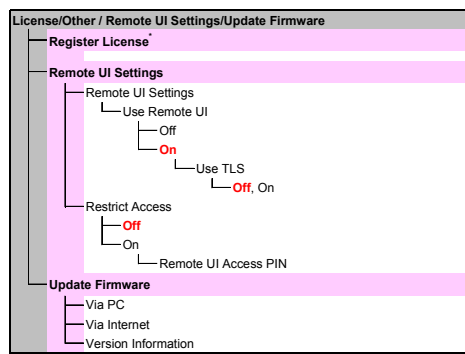 License/Other / Remote UI Settings/Update Firmware
Register License*
Remote UI Settings
Remote UI Settings
Use Remote UI
Off
On
Use TLS
Off, On
Restrict Access
Off
On
Remote UI Access PIN
Update Firmware
Via PC
Via Internet
Version Information